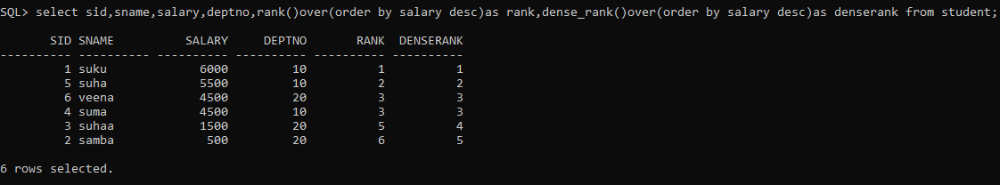 SQL> select sid,sname,salary,deptno,rank()over(order by salary desc)as rank,dense_rank()over(order by salary desc)as denserank from student;
SID SNAME SALARY DEPTNO RANK DENSERANK
---------- ---------- ---------- ---------- ---------- ----------
1 suku 6000 10 1 1
5 suha 5500 10 2 2
6 veena 4500 20 3 3
4 suma 4500 10 3 3
3 suhaa 1500 20 5 4
2 samba 500 20 6 5
6 rows selected.